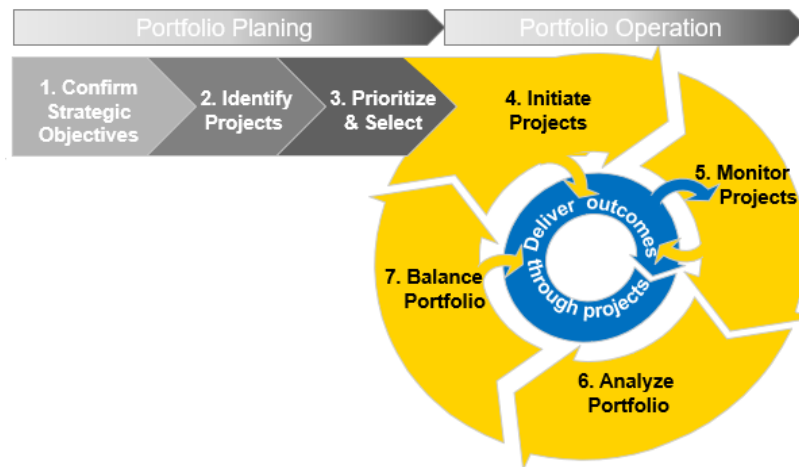 Portfolio Planing
Portfolio Operation
1. Confirm
Strategic
Objectives
2. Identify
Projects
3. Prioritize
& Select
4. Initiate
Projects
5. Monitor
Projects
Deliver outcomes
through projects
7. Balance
Portfolio
6. Analyze
Portfolio